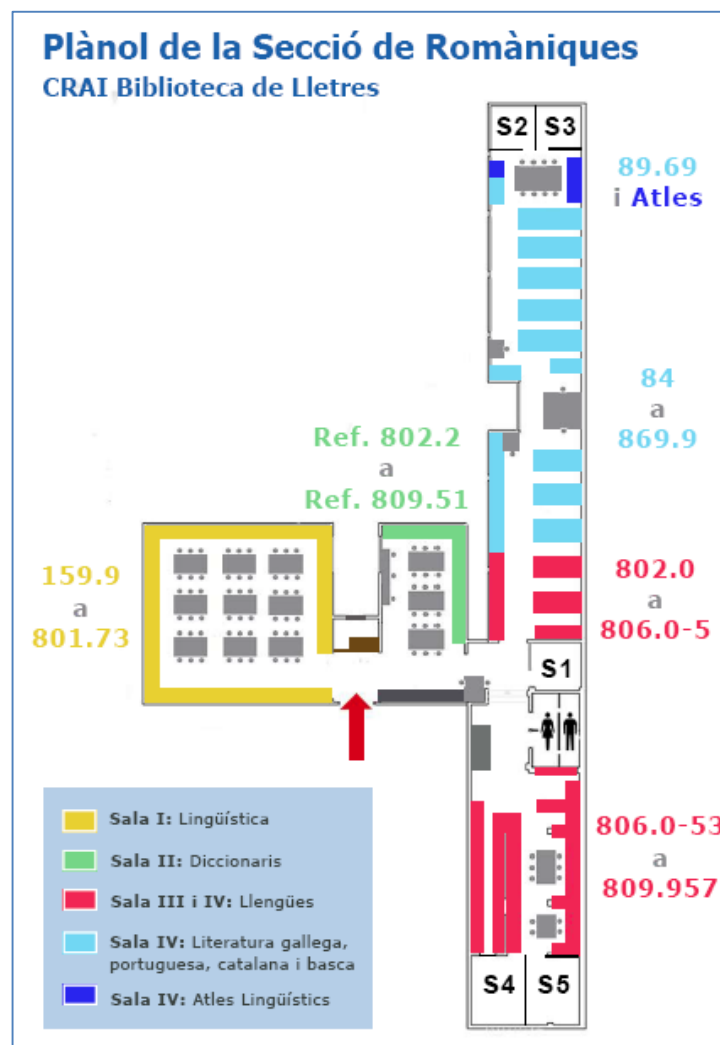 Plànol de la Secció de Romàniques
CRAI Biblioteca de Lletres
S2
S3
89.69
i Atles
84
a
869.9
Ref. 802.2
a
Ref. 809.51
159.9
a
801.73
802.0
a
806.0-5
S1
806.0-53
a
809.957
S4
S5
Sala I: Lingüística
Sala II: Diccionaris
Sala III i IV: Llengües
Sala IV: Literatura gallega,
portuguesa, catalana i basca
Sala IV: Atles Lingüístics